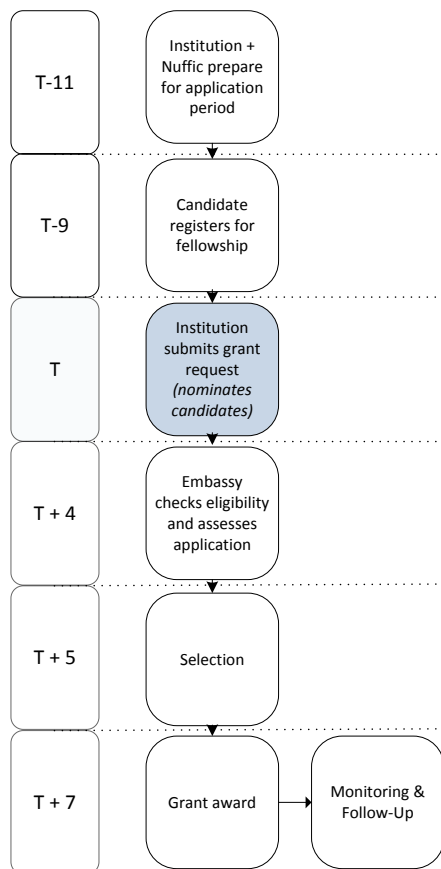 T-11
Institution +
Nuffic prepare
for application
period
T-9
Candidate
registers for
fellowship
T
Institution
submits grant
request
(nominates
candidates)
T + 4
Embassy
checks eligibility
and assesses
application
T + 5
Selection
T + 7
Grant award
Monitoring &
Follow-Up